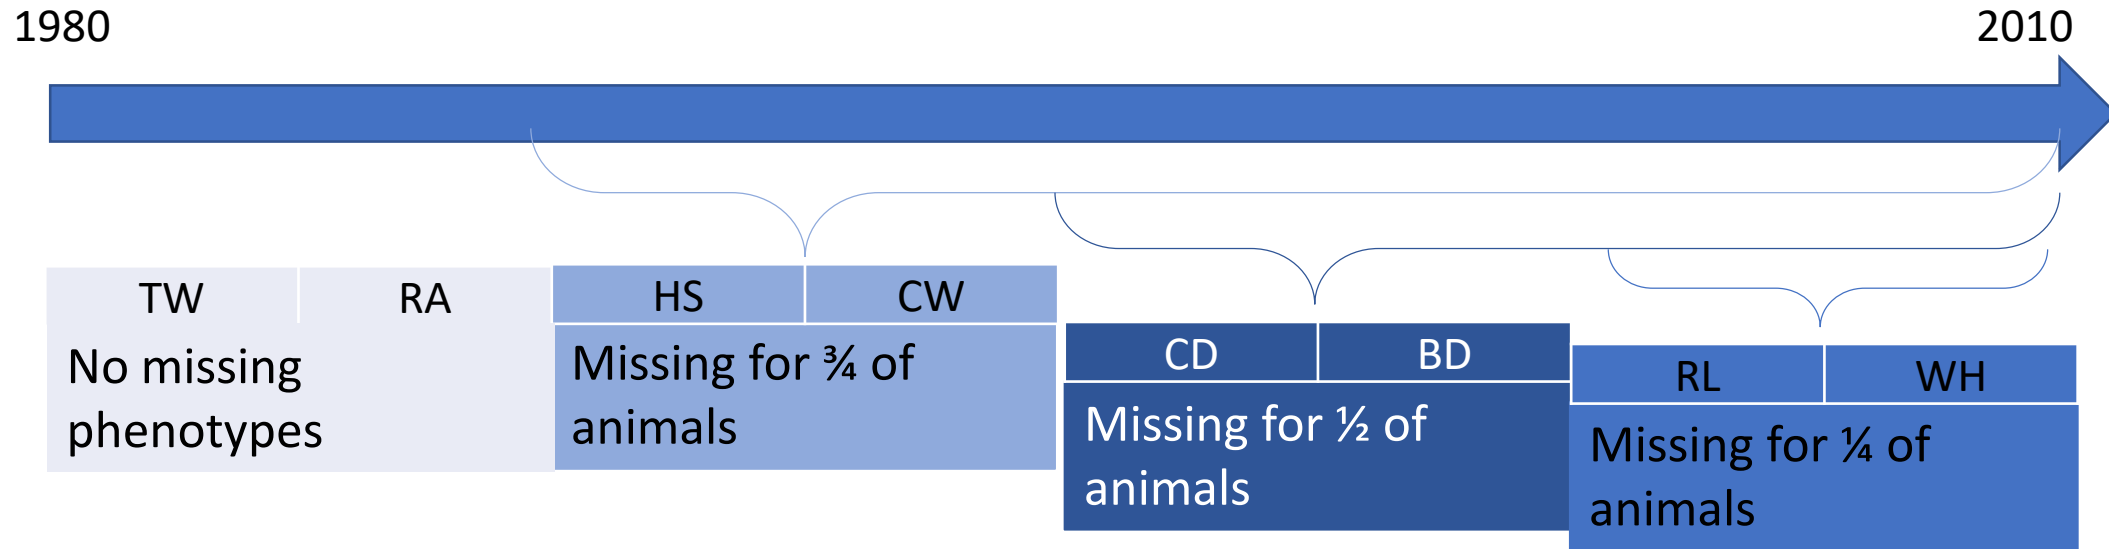 1980
2010
TW
RA
No missing
phenotypes
HS
CW
Missing for ¾ of
animals
CD
BD
Missing for ½ of
animals
RL
WH
Missing for ¼ of
animals